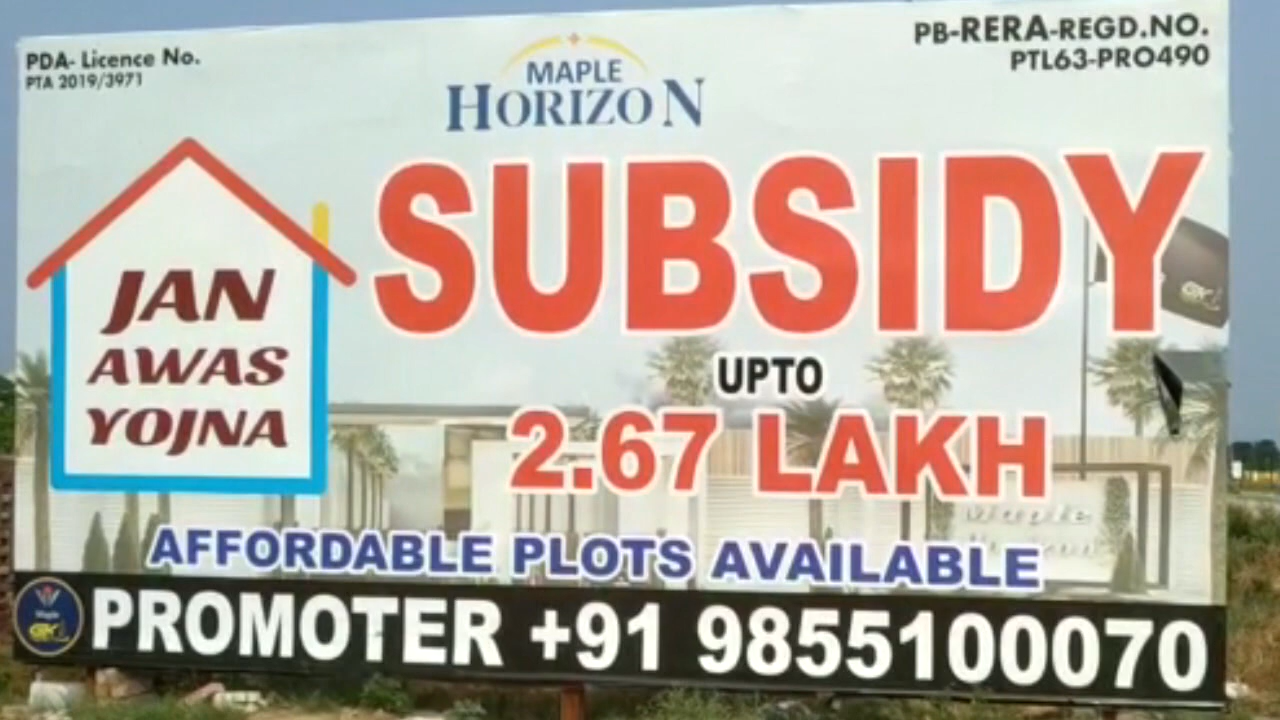 PDA- Licence No.
PTA 2019/3971
PB-RERA-REGD.NO.
PTL63-PRO490
MAPLE
HORIZON
SUBSIDY
JAN
AWAS
YOJNA
UPTO
2.67 LAKH
AFFORDABLE PLOTS AVAILABLE
PROMOTER +91 9855100070